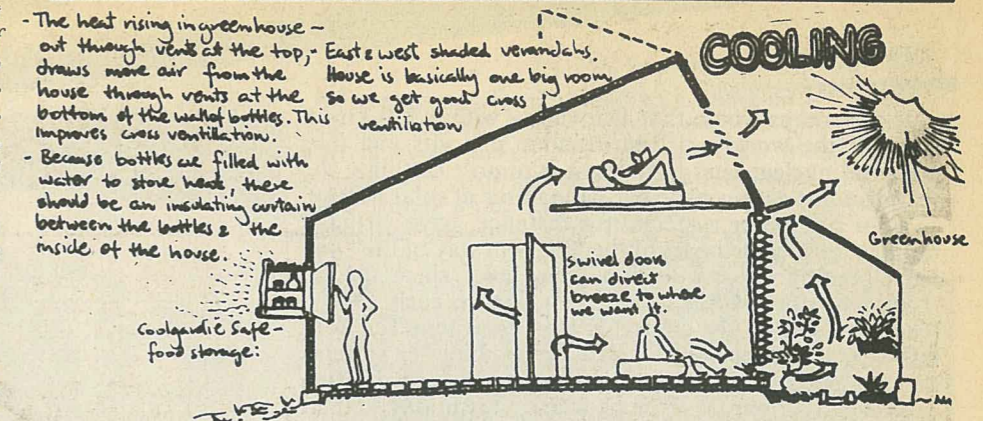 - The heat rising in greenhouse -
out through vents at the top,
draws more air from the
house through vents at the
bottom of the wall of bottles. This
improves cross ventillation.
- Because bottles are filled with
water to store heat, there
should be an insulating curtain
between the bottles & the
inside of the house.
- East & west shaded verandahs.
House is basically one big room
so we get good cross
ventiliation
COOLING
Greenhouse
Swivel doors
can direct
breeze to where
we want it.
Coolgardie Safe -
food storage: